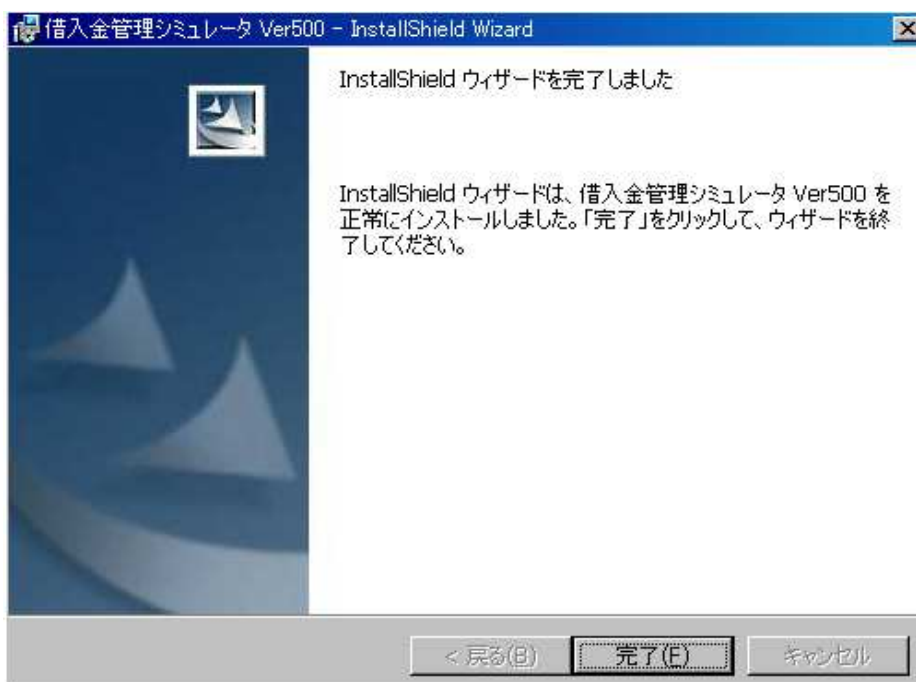 借入金管理シミュレータ Ver500 - InstallShield Wizard
InstallShield ウィザードを完了しました
InstallShield ウィザードは、借入金管理シミュレータ Ver500 を
正常にインストールしました。「完了」をクリックして、ウィザードを終
了してください。
< 戻る(B)
完了(F)
キャンセル